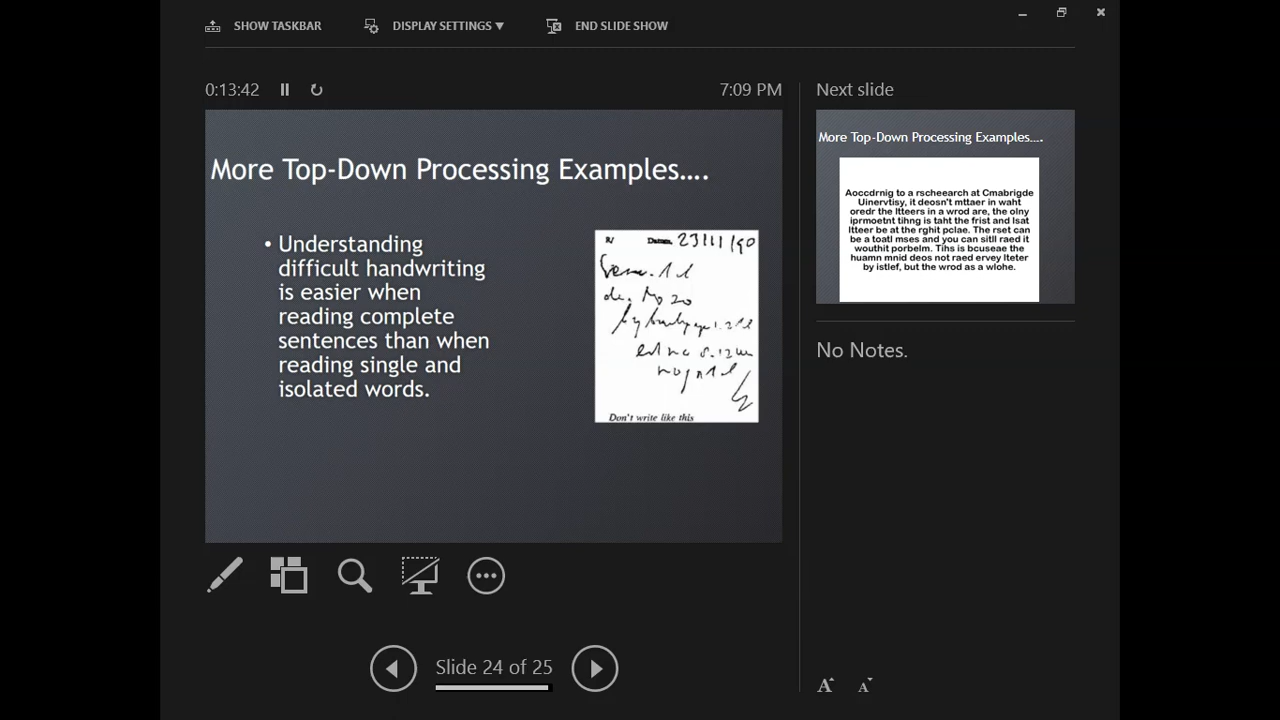 SHOW TASKBAR
DISPLAY SETTINGS ▼
END SLIDE SHOW
0:13:42
7:09 PM
More Top-Down Processing Examples....
• Understanding
difficult handwriting
is easier when
reading complete
sentences than when
reading single and
isolated words.
R/ Datum. 23/11/90
Don't write like this
Slide 24 of 25
Next slide
More Top-Down Processing Examples....
Aoccdrnig to a rscheearch at Cmabrigde
Uinervtisy, it deosn't mttaer in waht
oredr the ltteers in a wrod are, the olny
iprmoetnt tihng is taht the frist and lsat
ltteer be at the rghit pclae. The rset can
be a toatl mses and you can sitll raed it
wouthit porbelm. Tihs is bcuseae the
huamn mnid deos not raed ervey lteter
by istlef, but the wrod as a wlohe.
No Notes.
A A